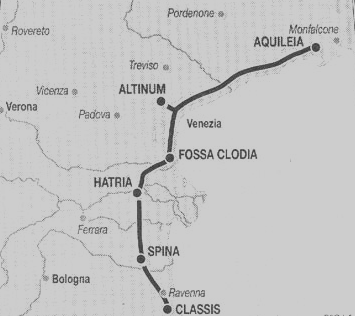 Pordenone
Rovereto
Monfalcone
AQUILEIA
Treviso
Vicenza
ALTINUM
Verona
Padova
Venezia
FOSSA CLODIA
HATRIA
Ferrara
SPINA
Bologna
Ravenna
CLASSIS